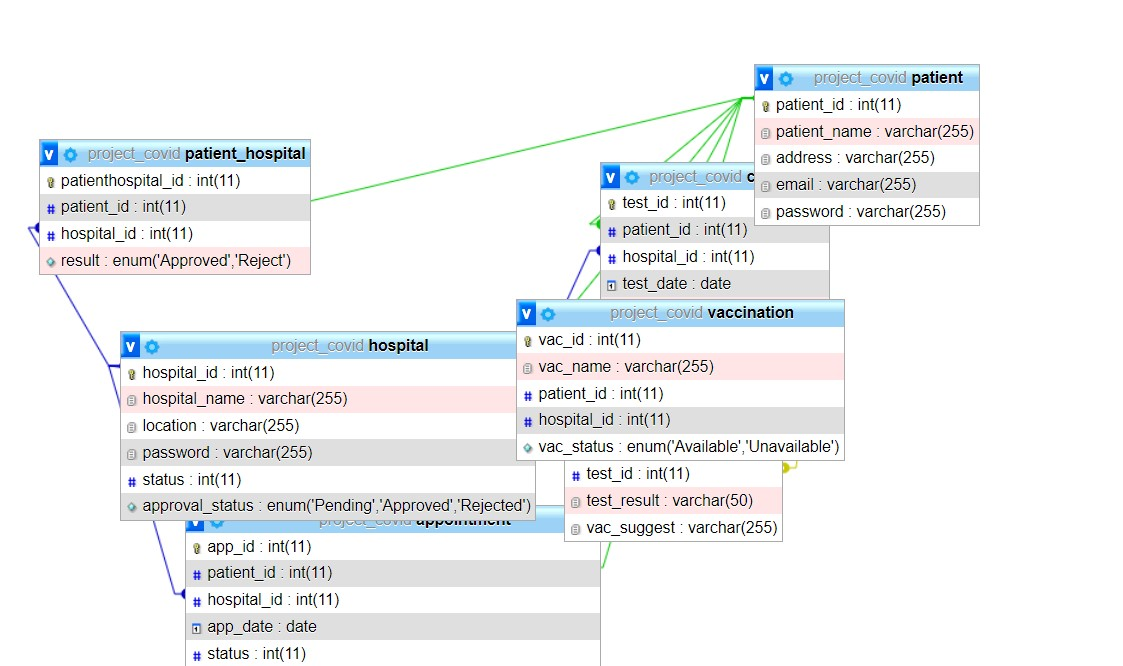 project_covid patient
patient_id : int(11)
patient_name : varchar(255)
address : varchar(255)
email : varchar(255)
password : varchar(255)
v project_covid patient_hospital
patienthospital_id : int(11)
# patient_id : int(11)
# hospital_id : int(11)
result : enum('Approved','Reject')
v project_covid c
test_id : int(11)
# patient_id : int(11)
# hospital_id : int(11)
test_date : date
v project_covid vaccination
vac_id : int(11)
vac_name : varchar(255)
# patient_id : int(11)
# hospital_id : int(11)
vac_status : enum('Available','Unavailable')
v project_covid hospital
hospital_id : int(11)
hospital_name : varchar(255)
location : varchar(255)
password : varchar(255)
# status : int(11)
approval_status : enum('Pending','Approved','Rejected')
# test_id : int(11)
test_result : varchar(50)
vac_suggest : varchar(255)
v project_covid appointment
app_id : int(11)
# patient_id : int(11)
# hospital_id : int(11)
app_date : date
# status : int(11)